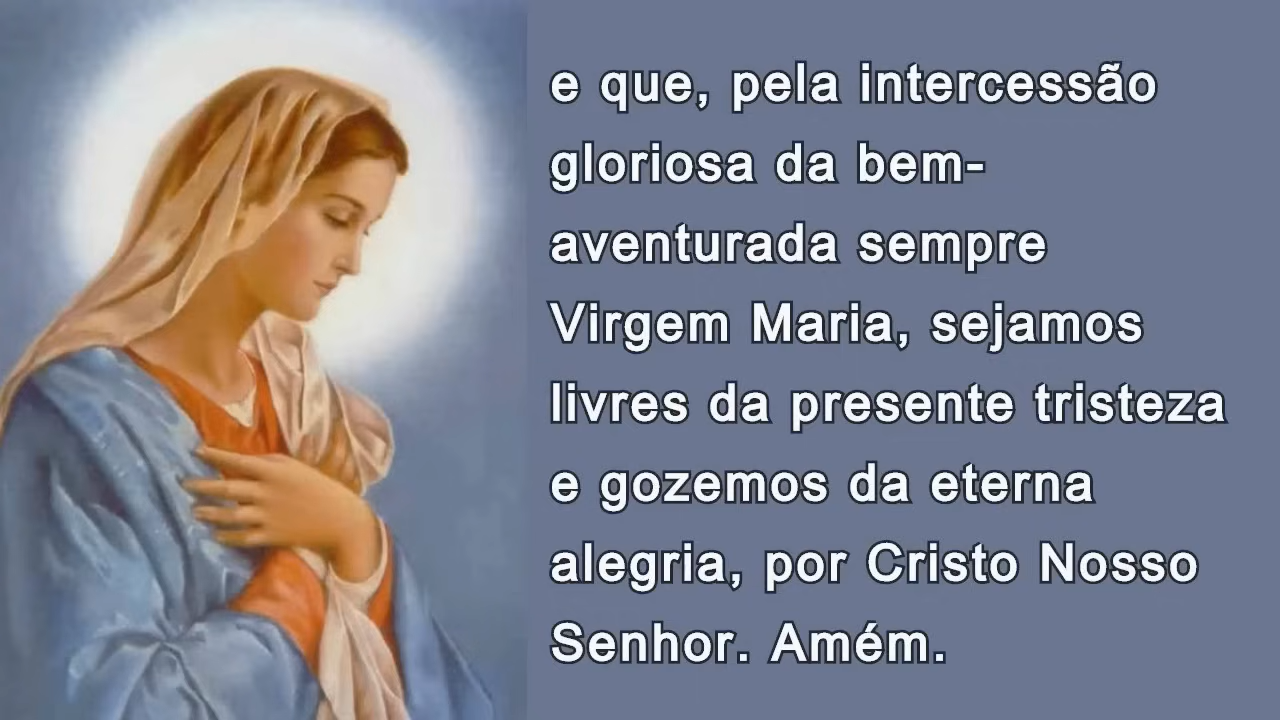 e que, pela intercessão
gloriosa da bem-
aventurada sempre
Virgem Maria, sejamos
livres da presente tristeza
e gozemos da eterna
alegria, por Cristo Nosso
Senhor. Amém.